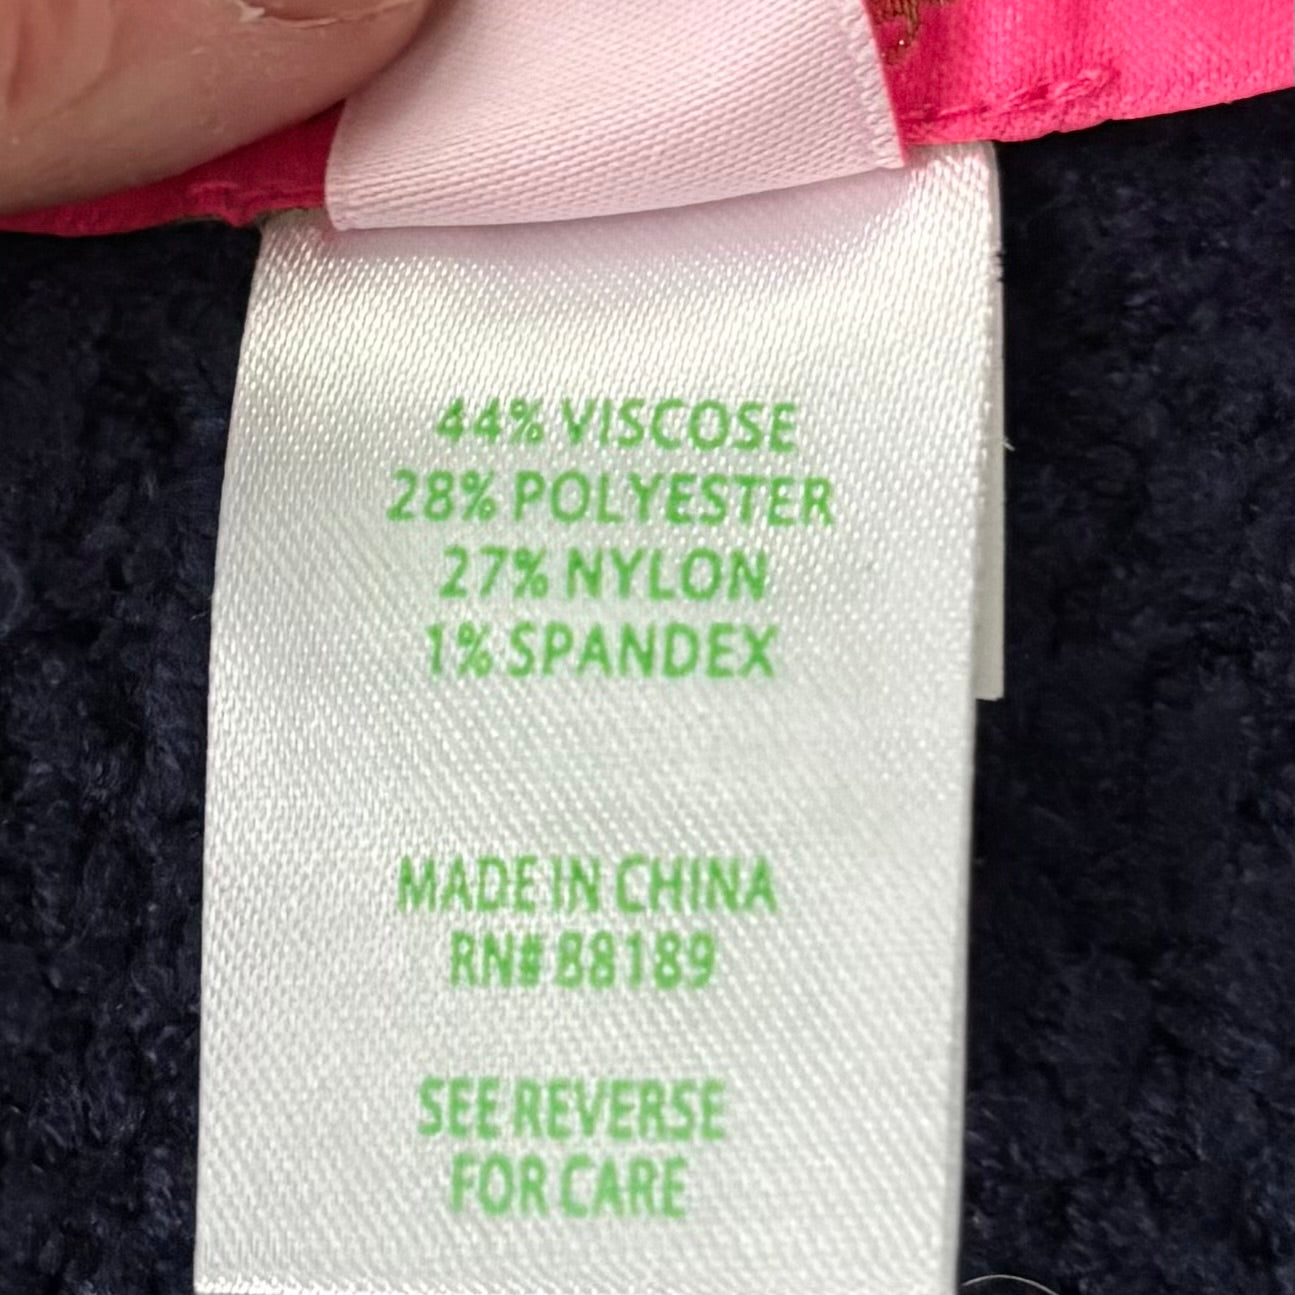 44% VISCOSE
28% POLYESTER
27% NYLON
1% SPANDEX
MADE IN CHINA
RN# 88189
SEE REVERSE
FOR CARE